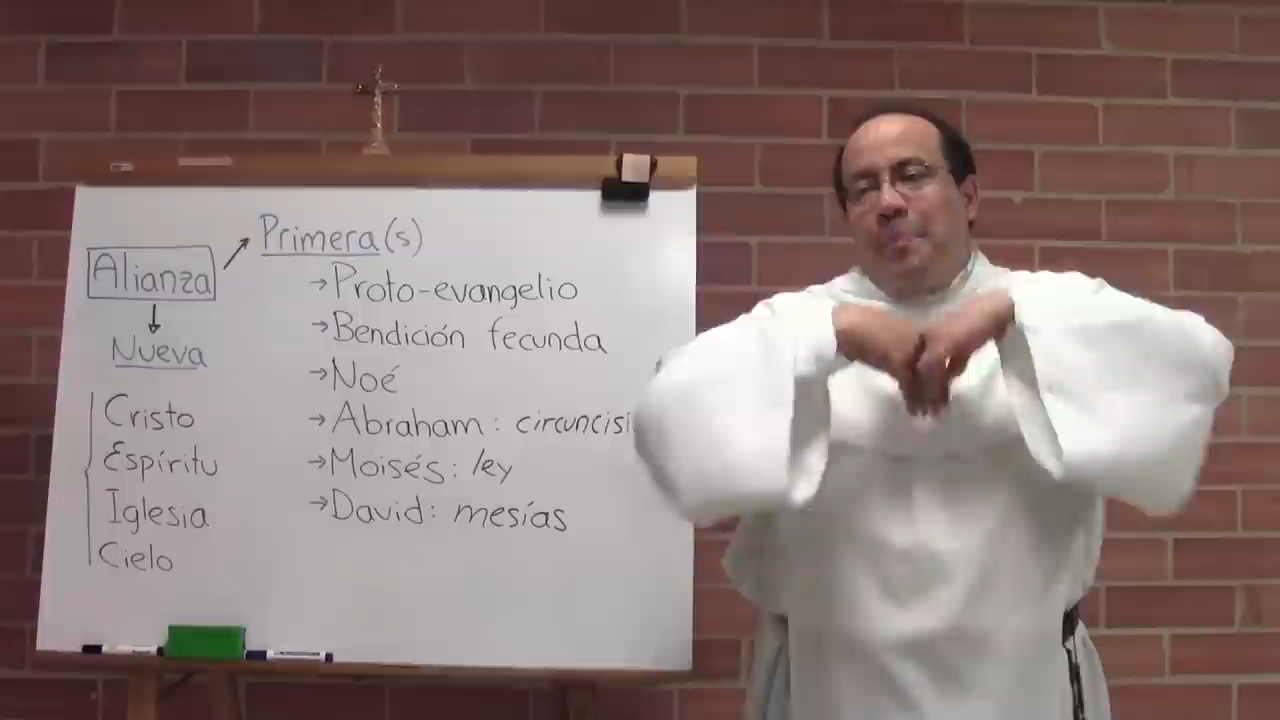 Alianza
Nueva
Cristo
Espíritu
Iglesia
Cielo
Primera(s)
→Proto-evangelio
→Bendición fecunda
→Noé
→Abraham: circuncisi
→Moisés: ley
→David: mesías